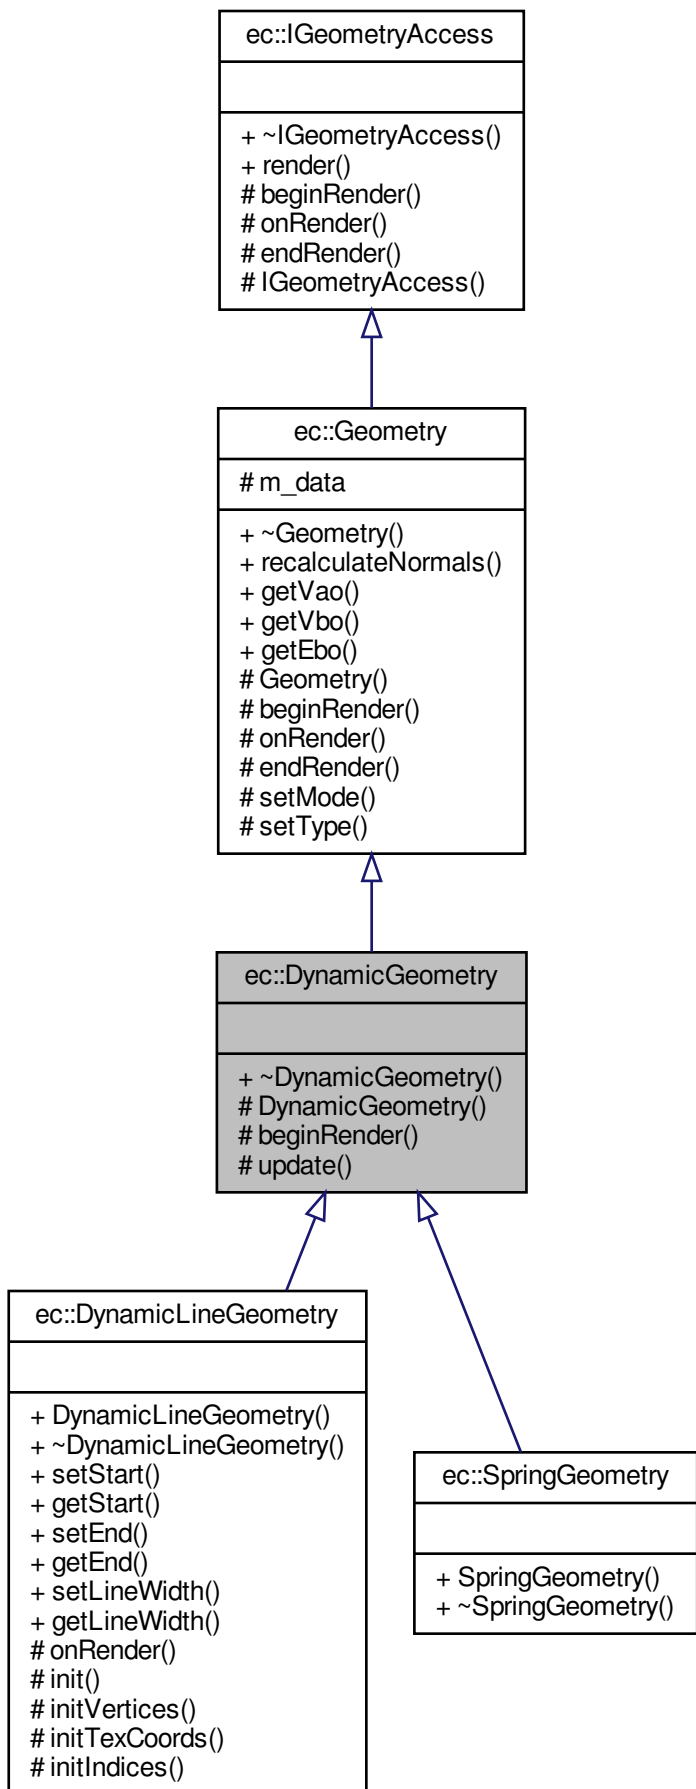 ec::IGeometryAccess
+ ~IGeometryAccess()
+ render()
# beginRender()
# onRender()
# endRender()
# IGeometryAccess()
ec::Geometry
# m_data
+ ~Geometry()
+ recalculateNormals()
+ getVao()
+ getVbo()
+ getEbo()
# Geometry()
# beginRender()
# onRender()
# endRender()
# setMode()
# setType()
ec::DynamicGeometry
+ ~DynamicGeometry()
# DynamicGeometry()
# beginRender()
# update()
ec::DynamicLineGeometry
+ DynamicLineGeometry()
+ ~DynamicLineGeometry()
+ setStart()
+ getStart()
+ setEnd()
+ getEnd()
+ setLineWidth()
+ getLineWidth()
# onRender()
# init()
# initVertices()
# initTexCoords()
# initIndices()
ec::SpringGeometry
+ SpringGeometry()
+ ~SpringGeometry()